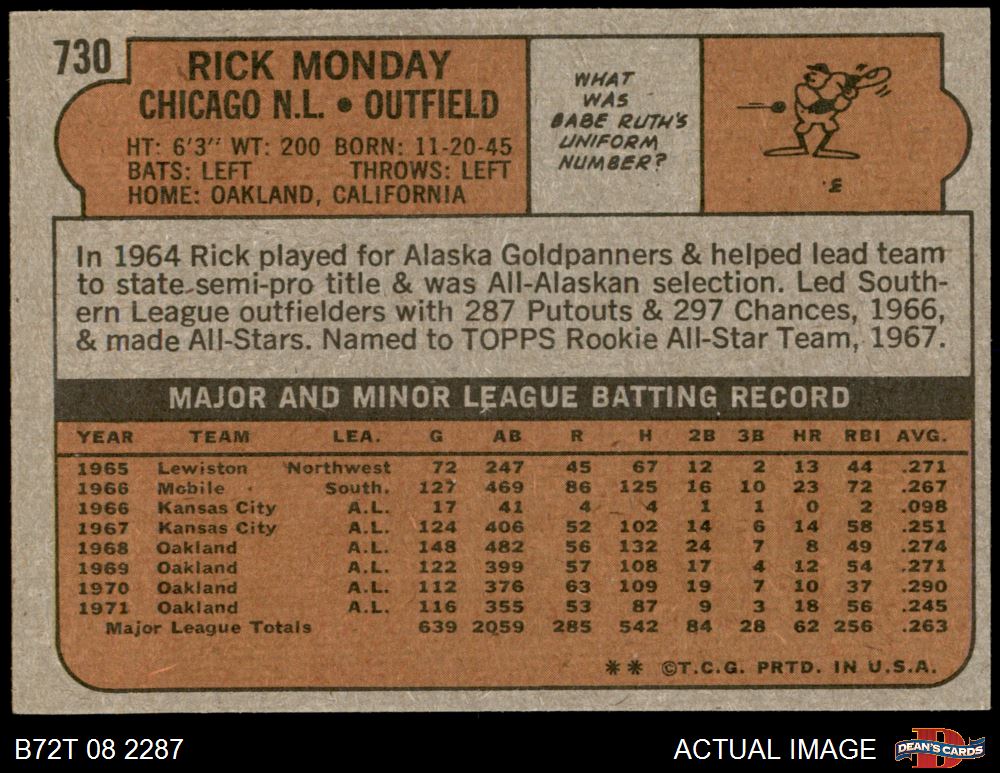 730
RICK MONDAY
CHICAGO N.L. • OUTFIELD
HT: 6'3" WT: 200 BORN: 11-20-45
BATS: LEFT THROWS: LEFT
HOME: OAKLAND, CALIFORNIA
WHAT
WAS
BABE RUTH'S
UNIFORM
NUMBER?
3
In 1964 Rick played for Alaska Goldpanners & helped lead team
to state semi-pro title & was All-Alaskan selection. Led South-
ern League outfielders with 287 Putouts & 297 Chances, 1966,
& made All-Stars. Named to TOPPS Rookie All-Star Team, 1967.
MAJOR AND MINOR LEAGUE BATTING RECORD
YEAR TEAM LEA. G AB R H 2B 3B HR RBI AVG.
1965 Lewiston Northwest 72 247 45 67 12 2 13 44 .271
1966 Mobile South. 127 469 86 125 16 10 23 72 .267
1966 Kansas City A.L. 17 41 4 4 1 1 0 2 .098
1967 Kansas City A.L. 124 406 52 102 14 6 14 58 .251
1968 Oakland A.L. 148 482 56 132 24 7 8 49 .274
1969 Oakland A.L. 122 399 57 108 17 4 12 54 .271
1970 Oakland A.L. 112 376 63 109 19 7 10 37 .290
1971 Oakland A.L. 116 355 53 87 9 3 18 56 .245
Major League Totals 639 2059 285 542 84 28 62 256 .263
** ©T.C.G. PRTD. IN U.S.A.
B72T 08 2287
ACTUAL IMAGE
DEAN'S CARDS